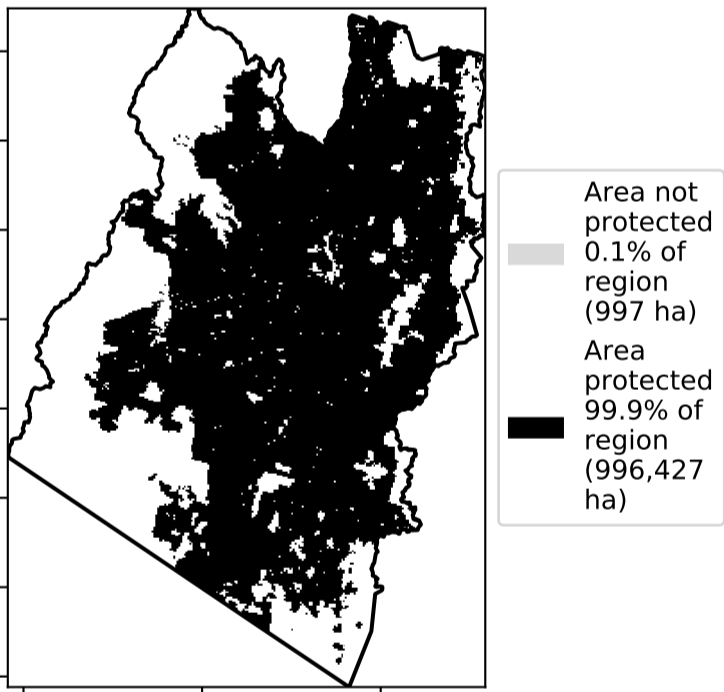 Area not
protected
0.1% of
region
(997 ha)
Area
protected
99.9% of
region
(996,427
ha)